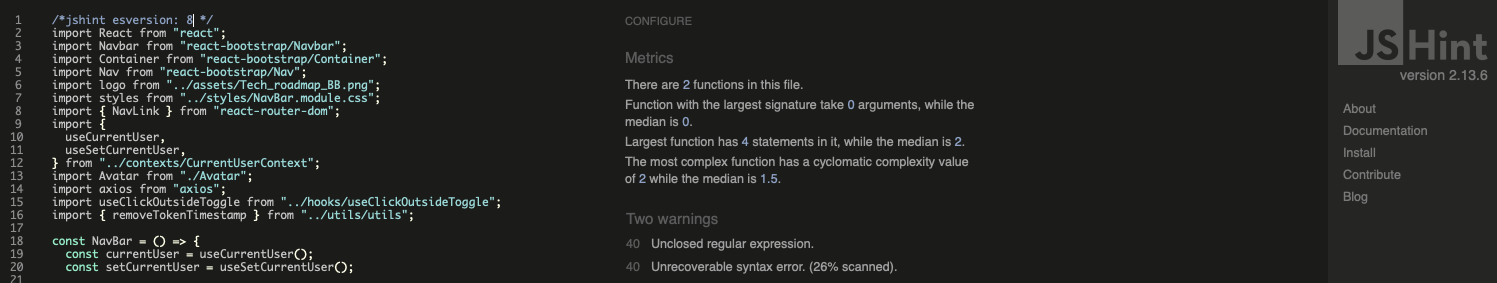 1 /*jshint esversion: 8 */
2 import React from "react";
3 import Navbar from "react-bootstrap/Navbar";
4 import Container from "react-bootstrap/Container";
5 import Nav from "react-bootstrap/Nav";
6 import logo from "../assets/Tech_roadmap_BB.png";
7 import styles from "../styles/NavBar.module.css";
8 import { NavLink } from "react-router-dom";
9 import {
10 useCurrentUser,
11 useSetCurrentUser,
12 } from "../contexts/CurrentUserContext";
13 import Avatar from "./Avatar";
14 import axios from "axios";
15 import useClickOutsideToggle from "../hooks/useClickOutsideToggle";
16 import { removeTokenTimestamp } from "../utils/utils";
17
18 const NavBar = () => {
19 const currentUser = useCurrentUser();
20 const setCurrentUser = useSetCurrentUser();
21
CONFIGURE
Metrics
There are 2 functions in this file.
Function with the largest signature take 0 arguments, while the
median is 0.
Largest function has 4 statements in it, while the median is 2.
The most complex function has a cyclomatic complexity value
of 2 while the median is 1.5.
Two warnings
40 Unclosed regular expression.
40 Unrecoverable syntax error. (26% scanned).
JSHint
version 2.13.6
About
Documentation
Install
Contribute
Blog